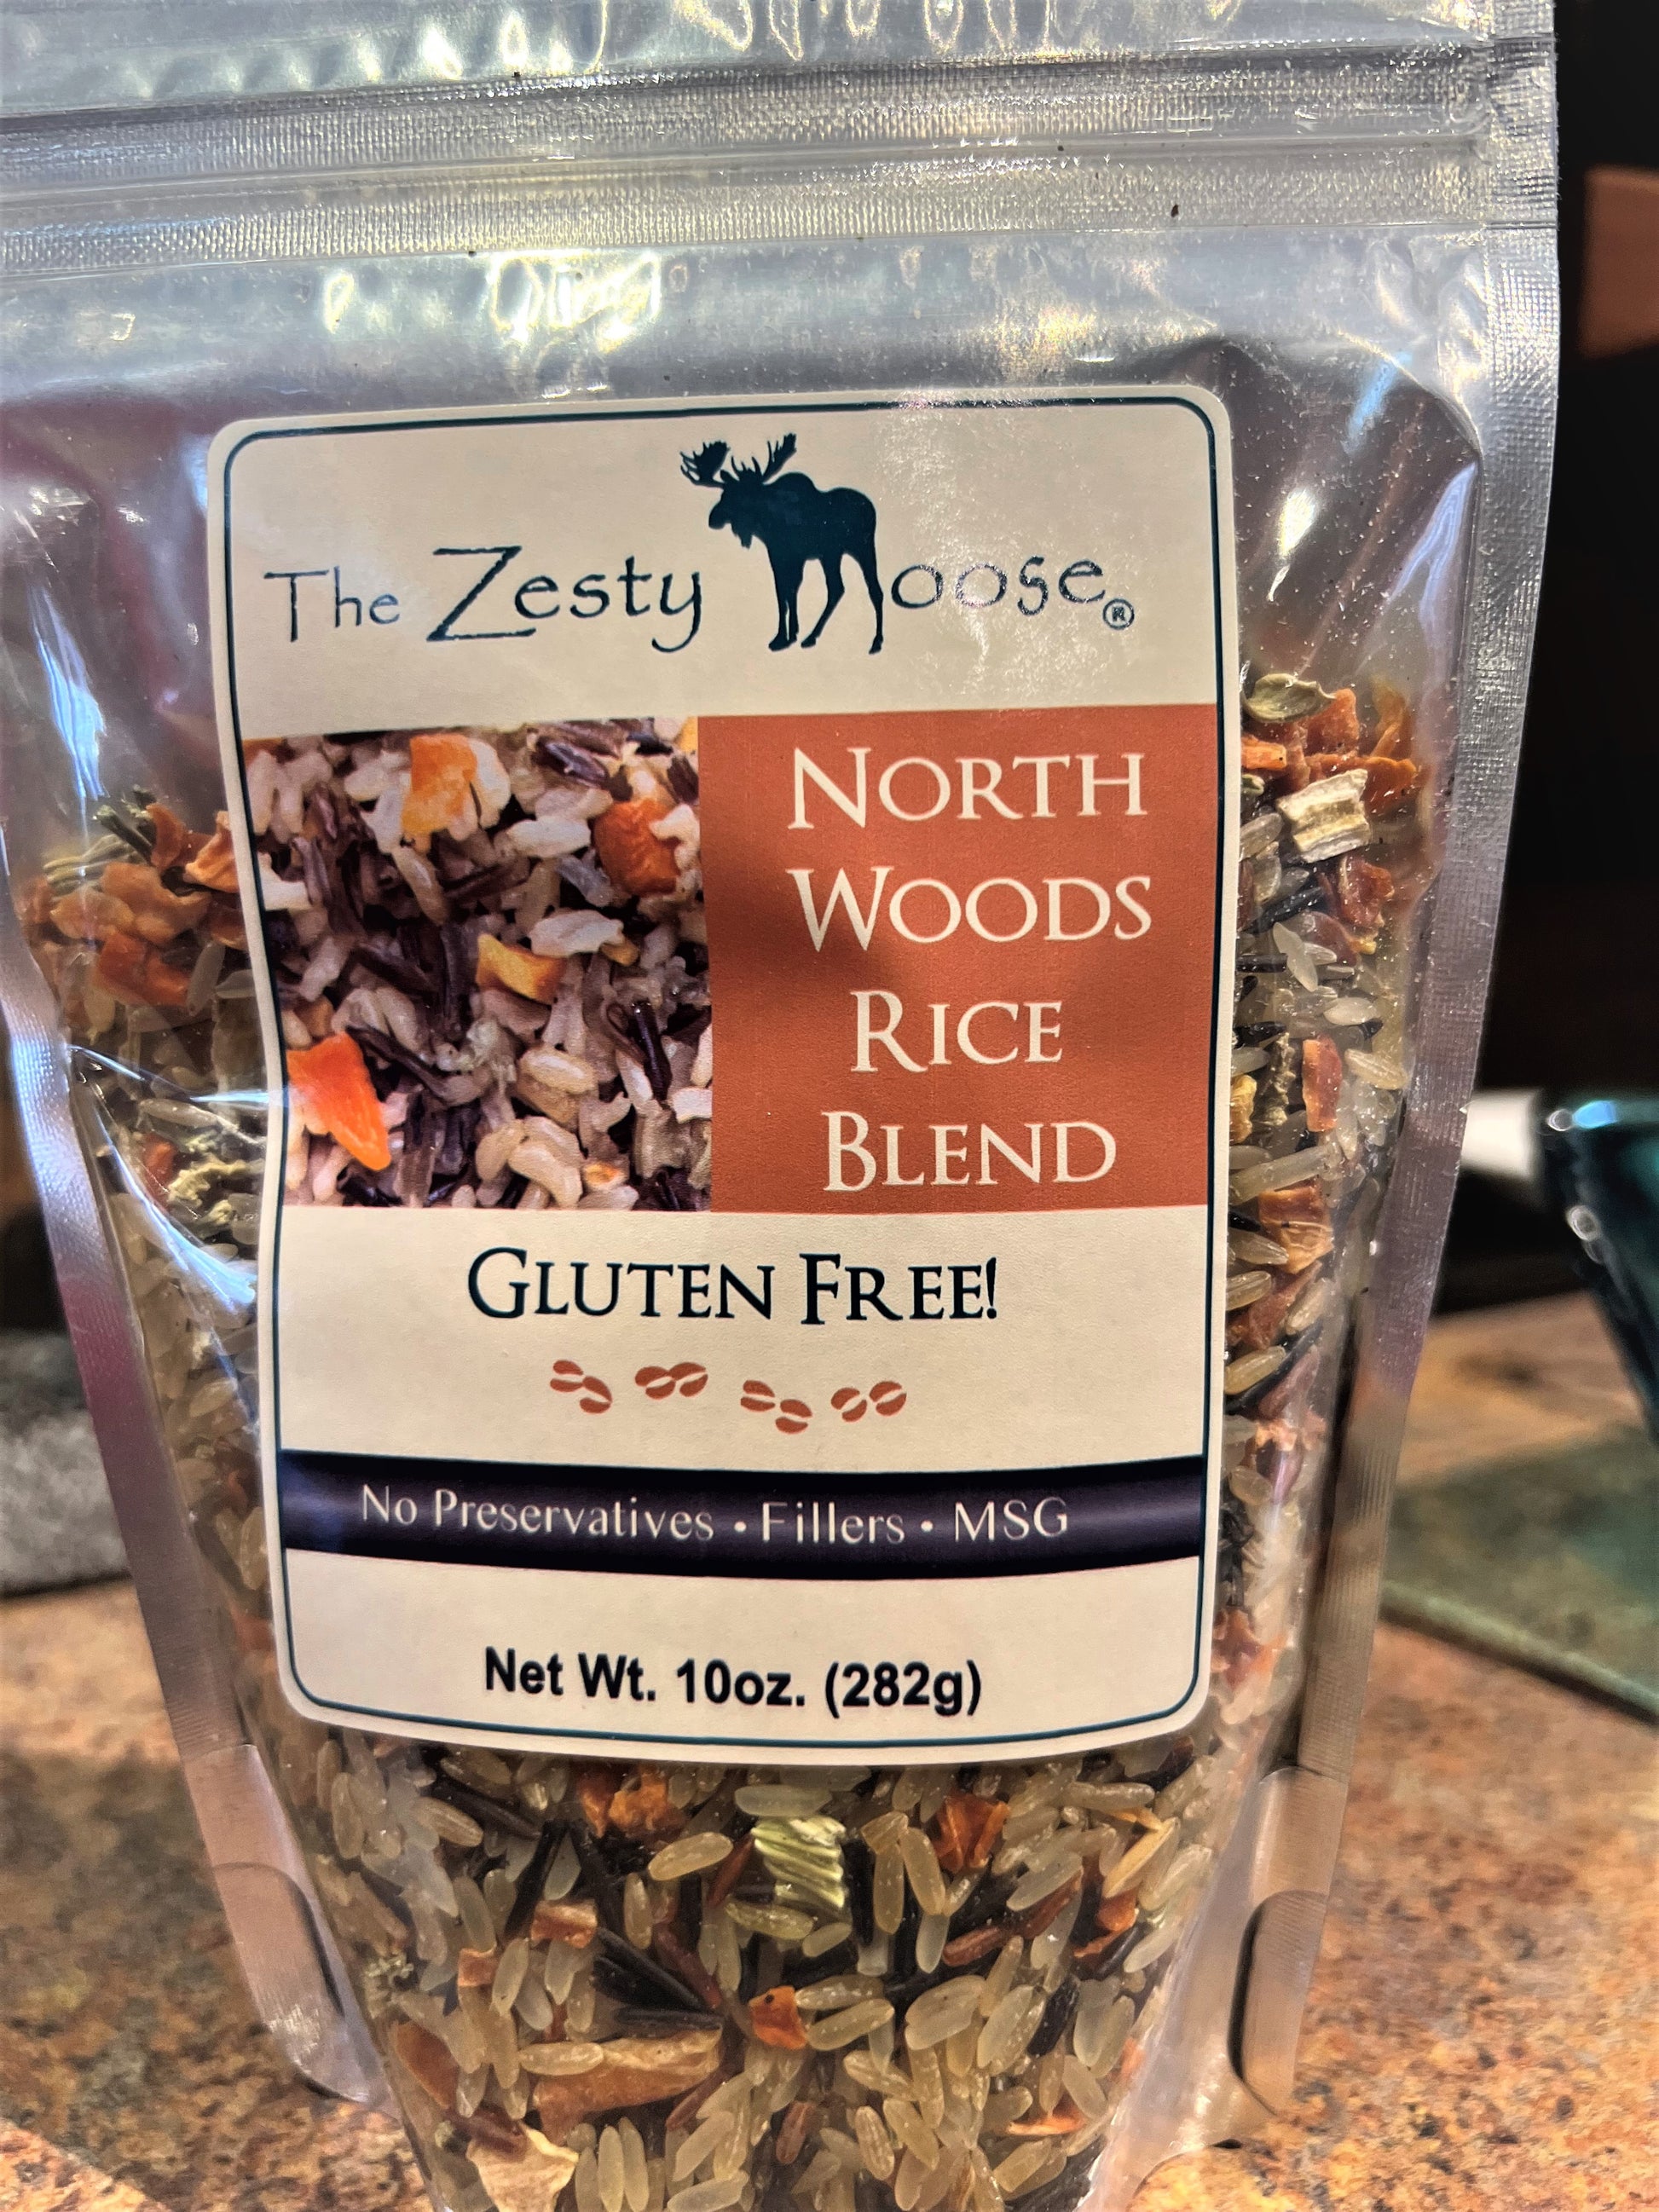 The Zesty Moose®
North
Woods
Rice
Blend
Gluten Free!
No Preservatives • Fillers • MSG
Net Wt. 10oz. (282g)